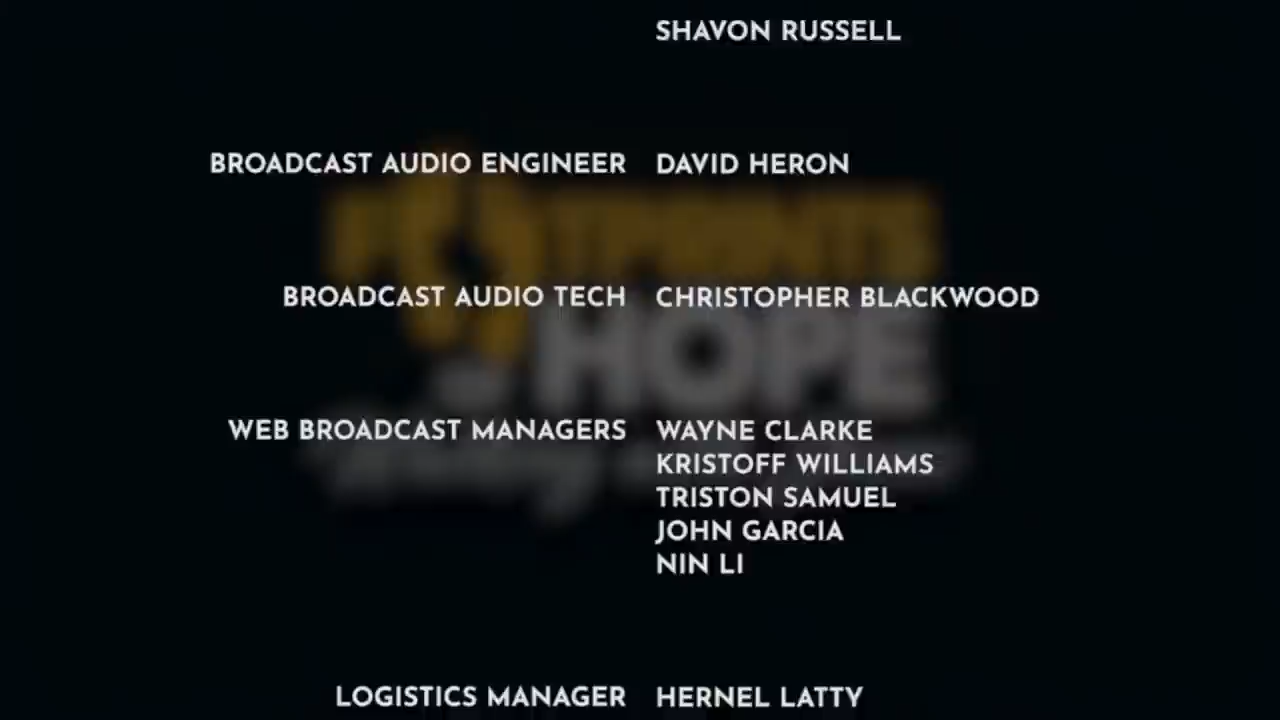 SHAVON RUSSELL
BROADCAST AUDIO ENGINEER DAVID HERON
BROADCAST AUDIO TECH CHRISTOPHER BLACKWOOD
WEB BROADCAST MANAGERS WAYNE CLARKE
KRISTOFF WILLIAMS
TRISTON SAMUEL
JOHN GARCIA
NIN LI
LOGISTICS MANAGER HERNEL LATTY
HOPE